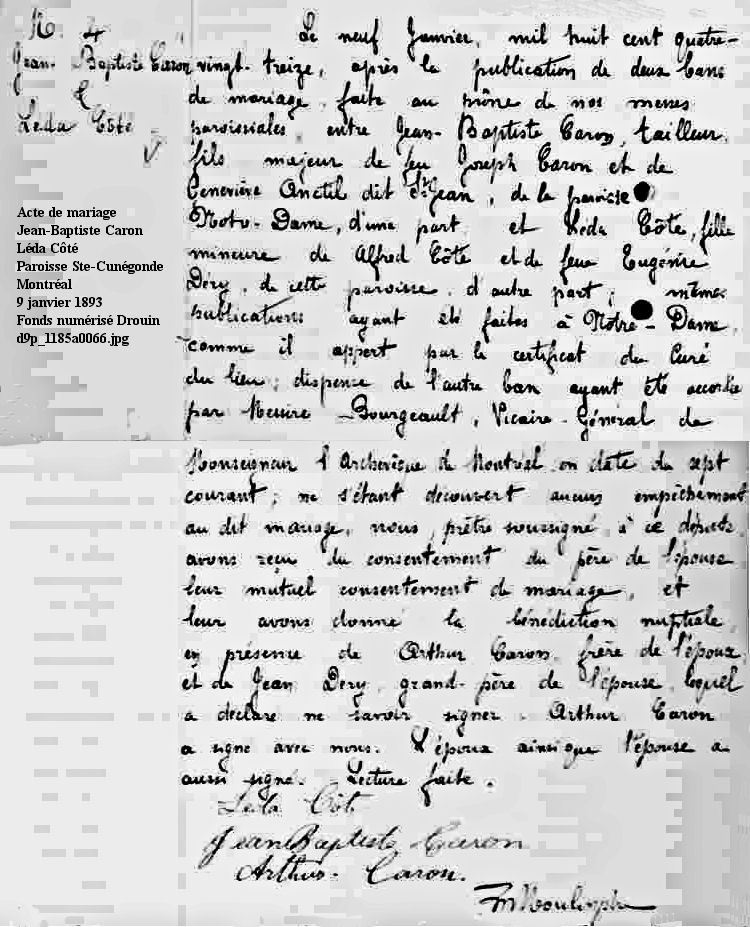 N. 4
Jean-Baptiste Caron
&
Léda Côté
Acte de mariage
Jean-Baptiste Caron
Léda Côté
Paroisse Ste-Cunégonde
Montréal
9 janvier 1893
Fonds numérisé Drouin
d9p_1185a0066.jpg
Le neuf Janvier, mil huit cent quatre-
vingt-treize, après la publication de deux bans
de mariage, faite au prône de nos messes
paroissiales, entre Jean-Baptiste Caron, tailleur,
fils majeur de feu Joseph Caron et de
Geneviève Anctil dit St Jean, de la paroisse
Notre-Dame, d'une part, et Léda Côté, fille
mineure de Alfred Côté et de feue Eugénie
Déry, de cette paroisse, d'autre part; mêmes
publications ayant été faites à Notre-Dame,
comme il appert par le certificat du Curé
du lieu; dispense de l'autre ban ayant été accordée
par Messire Bourgeault, Vicaire-Général de
Monseigneur l'Archevêque de Montréal en date du sept
courant; ne s'étant découvert aucun empêchement
au dit mariage, nous, prêtre soussigné, à ce député,
avons reçu du consentement du père de l'épouse
leur mutuel consentement de mariage, et
leur avons donné la bénédiction nuptiale,
en présence de Arthur Caron, frère de l'époux
et de Jean Dery, grand-père de l'épouse, lequel
a déclaré ne savoir signer. Arthur Caron
a signé avec nous. L'époux ainsi que l'épouse a
aussi signé. Lecture faite.
Leda Côté
Jean Baptiste Caron
Arthur Caron.